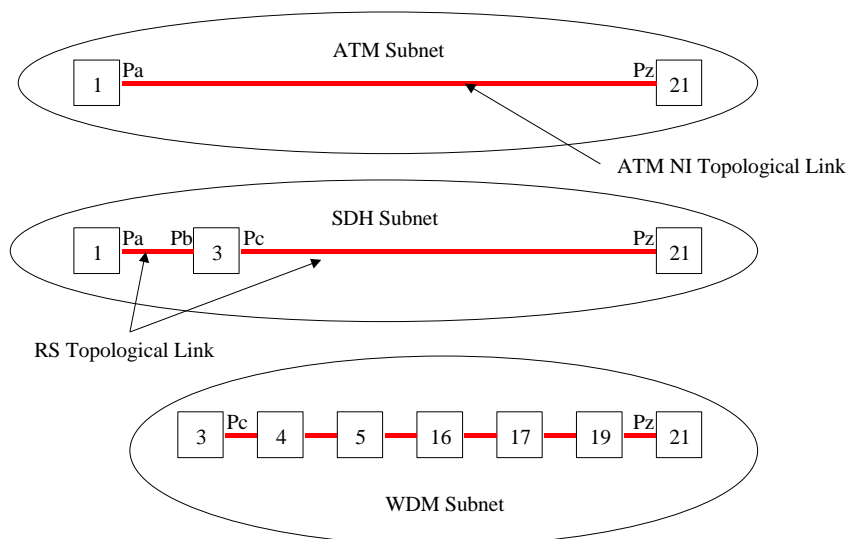 ATM Subnet
Pa Pz
1 21
ATM NI Topological Link
SDH Subnet
Pa Pb Pc Pz
1 3 21
RS Topological Link
Pc Pz
3 4 5 16 17 19 21
WDM Subnet